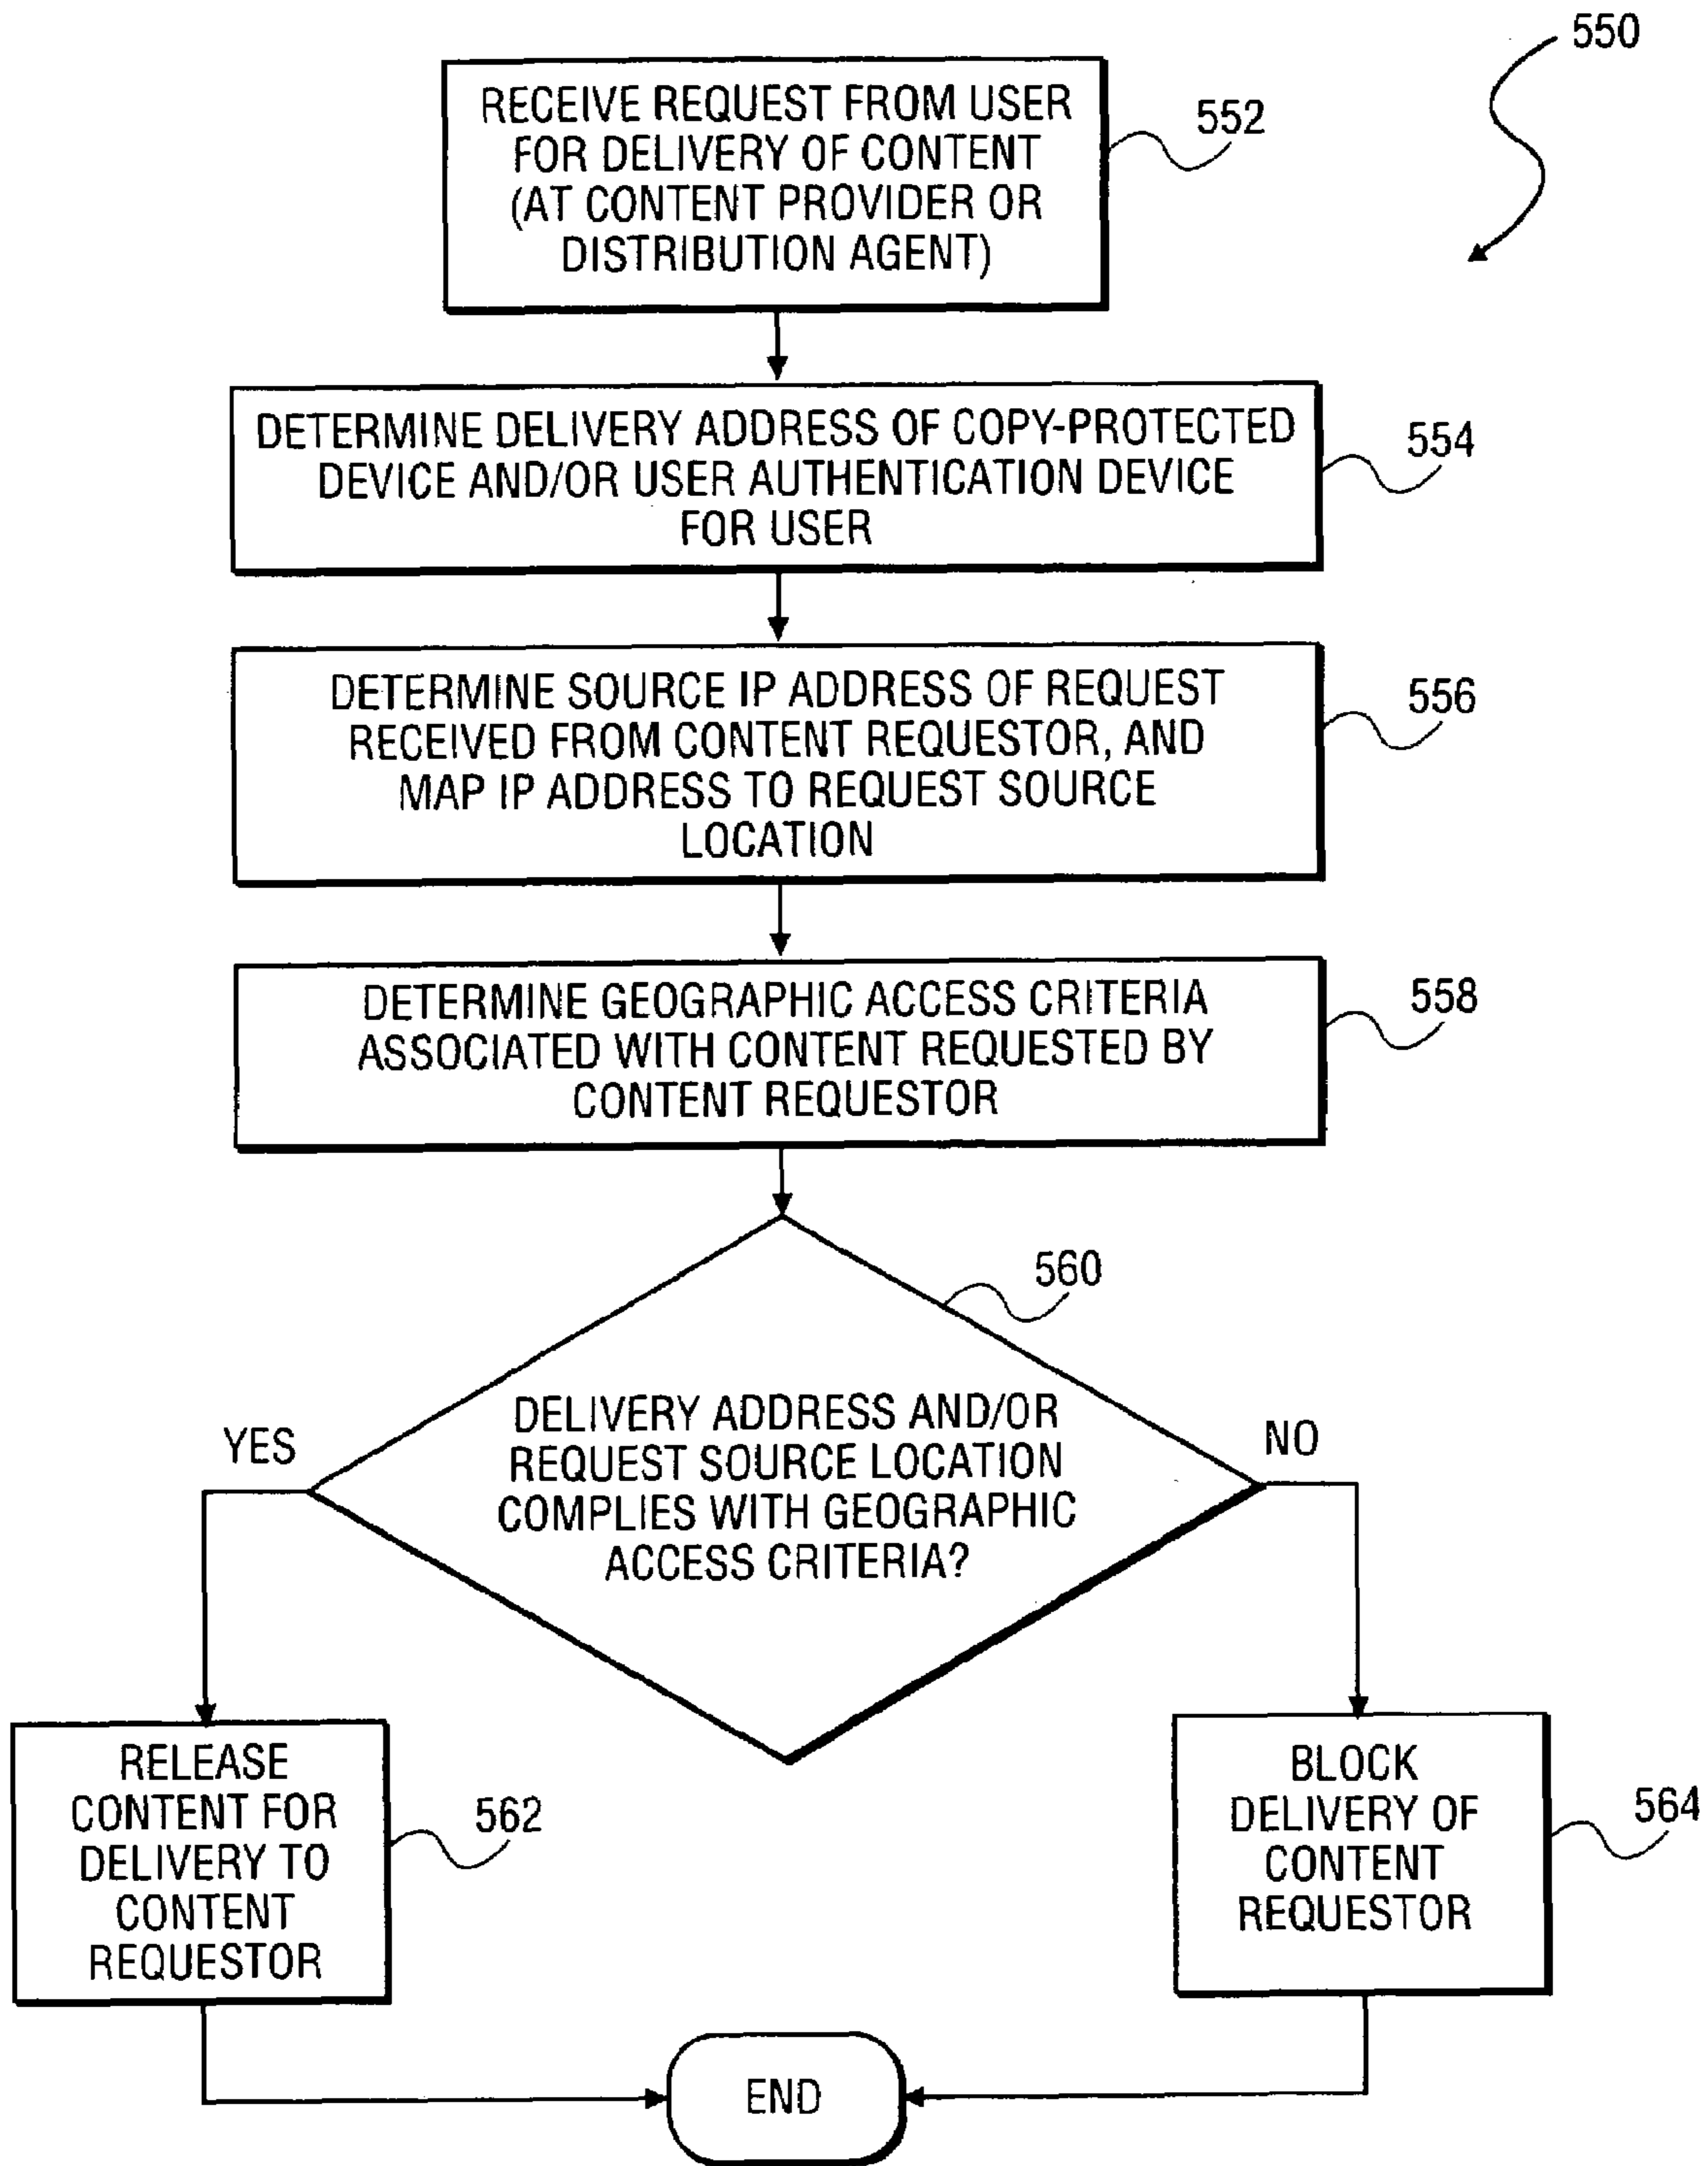 550
RECEIVE REQUEST FROM USER
FOR DELIVERY OF CONTENT
(AT CONTENT PROVIDER OR
DISTRIBUTION AGENT)
552
DETERMINE DELIVERY ADDRESS OF COPY-PROTECTED
DEVICE AND/OR USER AUTHENTICATION DEVICE
FOR USER
554
DETERMINE SOURCE IP ADDRESS OF REQUEST
RECEIVED FROM CONTENT REQUESTOR, AND
MAP IP ADDRESS TO REQUEST SOURCE
LOCATION
556
DETERMINE GEOGRAPHIC ACCESS CRITERIA
ASSOCIATED WITH CONTENT REQUESTED BY
CONTENT REQUESTOR
558
560
DELIVERY ADDRESS AND/OR
REQUEST SOURCE LOCATION
COMPLIES WITH GEOGRAPHIC
ACCESS CRITERIA?
YES
NO
RELEASE
CONTENT FOR
DELIVERY TO
CONTENT
REQUESTOR
562
BLOCK
DELIVERY OF
CONTENT
REQUESTOR
564
END